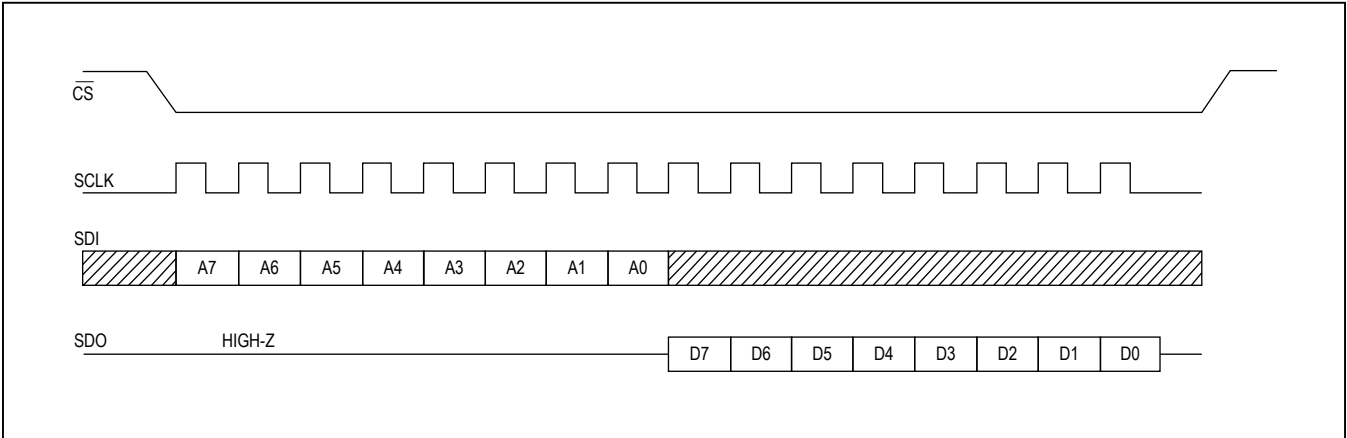 CS
SCLK
SDI
A7 A6 A5 A4 A3 A2 A1 A0
SDO HIGH-Z
D7 D6 D5 D4 D3 D2 D1 D0